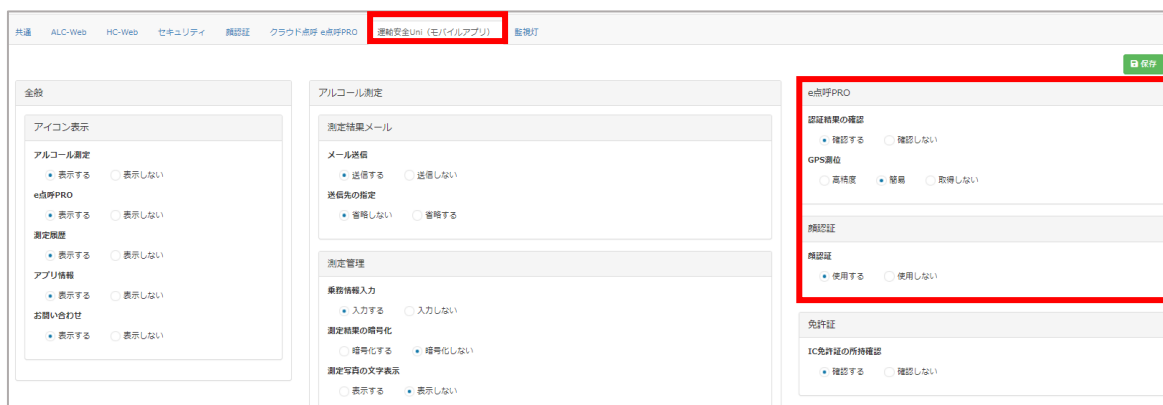 共通 ALC-Web HC-Web セキュリティ 顔認証 クラウド点呼 e点呼PRO 運輸安全Uni（モバイルアプリ） 監視灯
保存
全般
アイコン表示
アルコール測定
表示する 表示しない
e点呼PRO
表示する 表示しない
測定履歴
表示する 表示しない
アプリ情報
表示する 表示しない
お問い合わせ
表示する 表示しない
アルコール測定
測定結果メール
メール送信
送信する 送信しない
送信先の指定
省略しない 省略する
測定管理
乗務情報入力
入力する 入力しない
測定結果の暗号化
暗号化する 暗号化しない
測定写真の文字表示
表示する 表示しない
e点呼PRO
認証結果の確認
確認する 確認しない
GPS測位
高精度 簡易 取得しない
顔認証
顔認証
使用する 使用しない
免許証
IC免許証の所持確認
確認する 確認しない